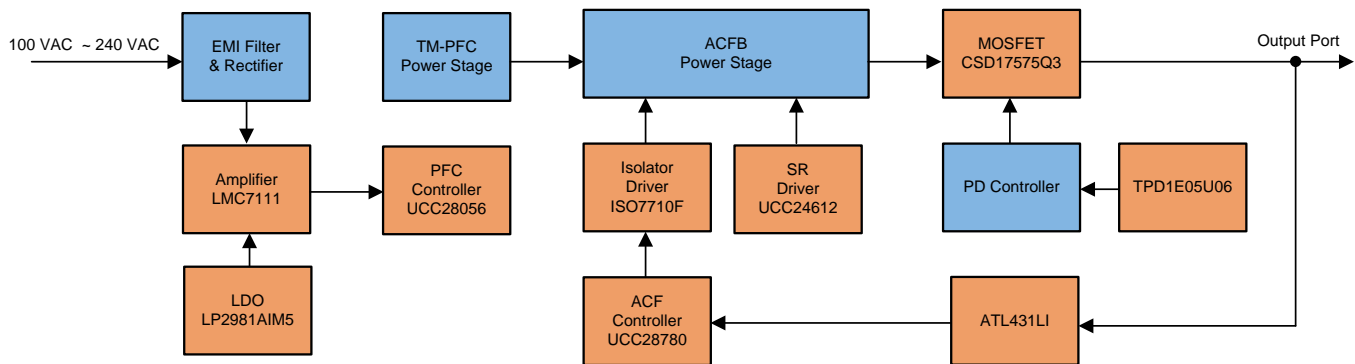 100 VAC ~ 240 VAC
EMI Filter
& Rectifier
TM-PFC
Power Stage
ACFB
Power Stage
MOSFET
CSD17575Q3
Output Port
Amplifier
LMC7111
PFC
Controller
UCC28056
Isolator
Driver
ISO7710F
SR
Driver
UCC24612
PD Controller
TPD1E05U06
LDO
LP2981AIM5
ACF
Controller
UCC28780
ATL431LI